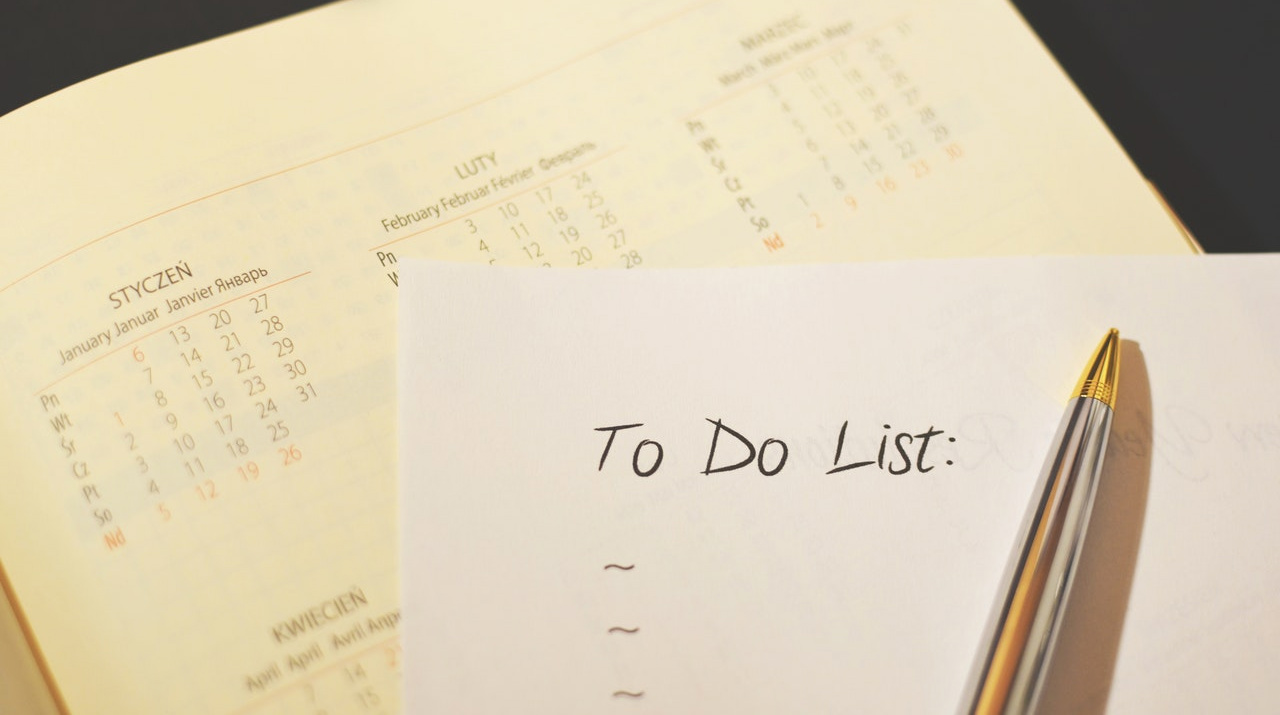 MARZEC
March März Mars Март
Pn 3 10 17 24 31
Wt 4 11 18 25
Śr 5 12 19 26
Cz 6 13 20 27
Pt 7 14 21 28
So 1 8 15 22 29
Nd 2 9 16 23 30
LUTY
February Februar Février Февраль
Pn 3 10 17 24
4 11 18 25
12 19 26
20 27
28
STYCZEŃ
January Januar Janvier Январь
Pn 6 13 20 27
Wt 7 14 21 28
Śr 1 8 15 22 29
Cz 2 9 16 23 30
Pt 3 10 17 24 31
So 4 11 18 25
Nd 5 12 19 26
To Do List:
~
~
~
KWIECIEŃ
April April Avril
7 14
15